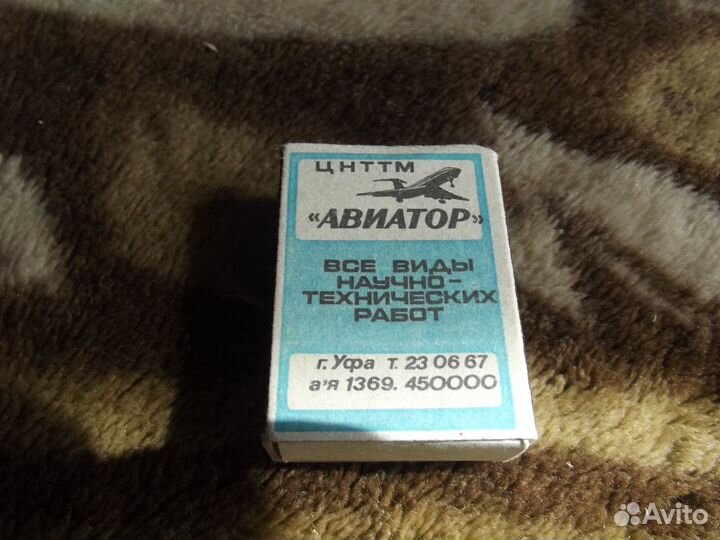 ЦНТТМ
«АВИАТОР»
ВСЕ ВИДЫ
НАУЧНО-
ТЕХНИЧЕСКИХ
РАБОТ
г. Уфа т. 23 06 67
а'я 1369. 450000
Avito